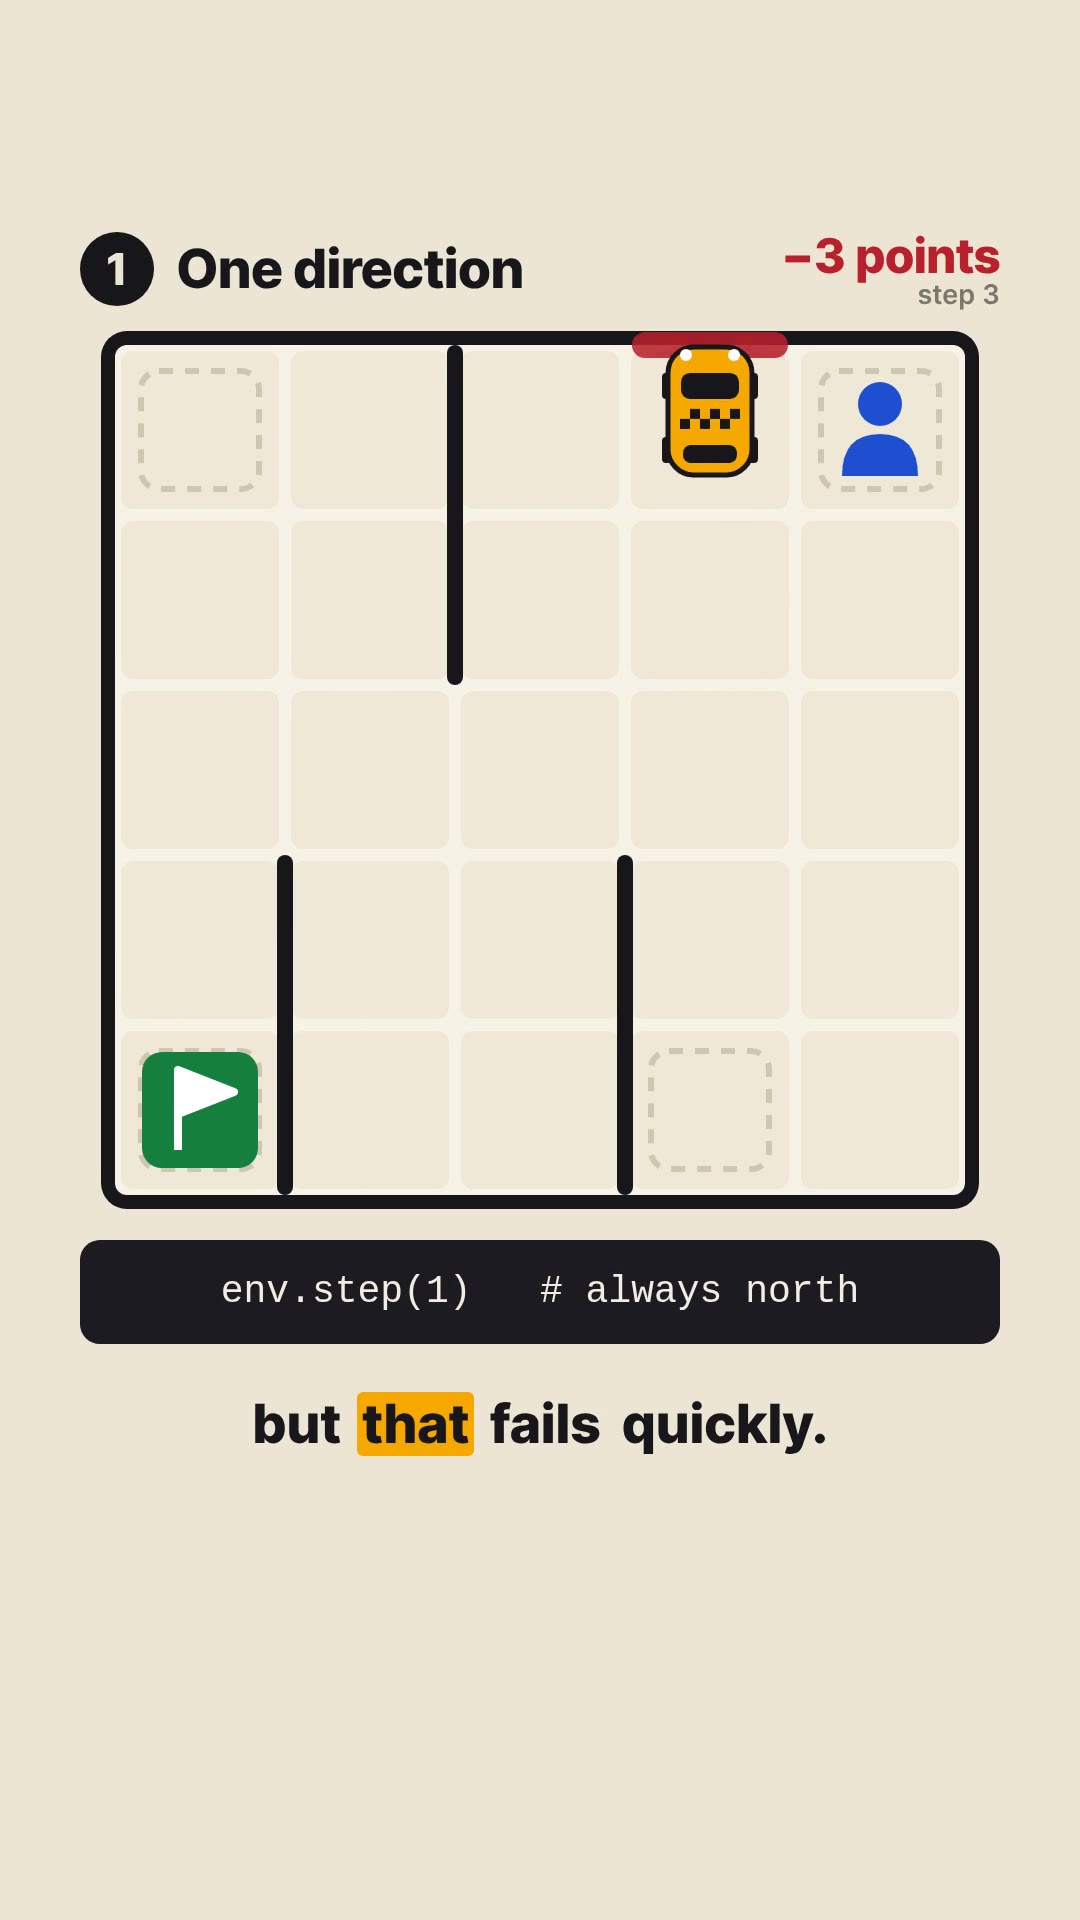 1 One direction
−3 points
step 3
env.step(1)   # always north
but that fails quickly.